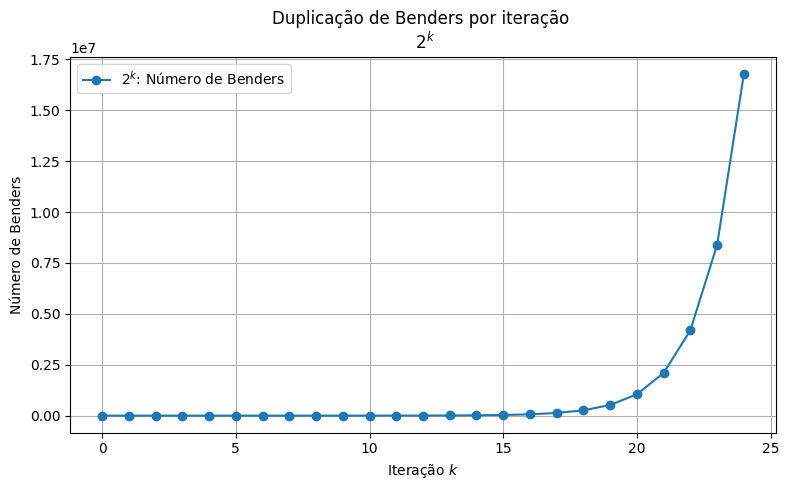 Duplicação de Benders por iteração
2^k
1e7
2^k: Número de Benders
1.75
1.50
1.25
1.00
0.75
0.50
0.25
0.00
Número de Benders
0 5 10 15 20 25
Iteração k